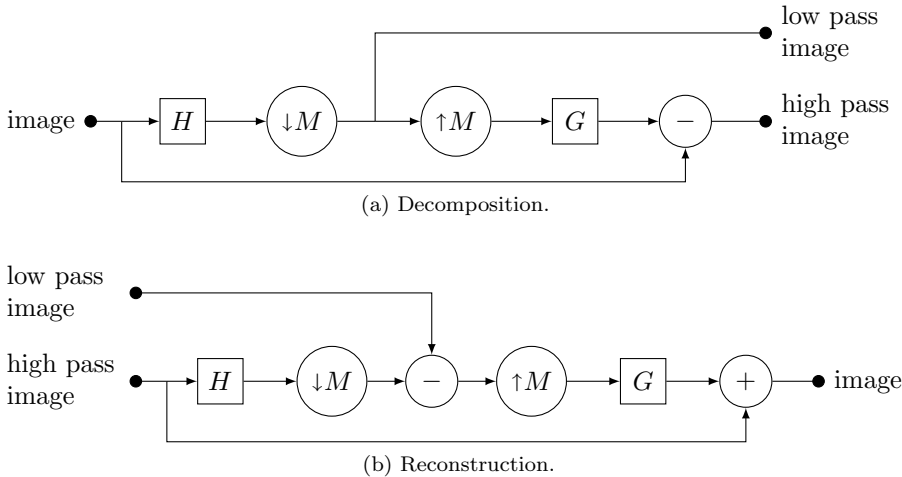 low pass
image
image
H
↓M
↑M
G
−
high pass
image
(a) Decomposition.
low pass
image
high pass
image
H
↓M
−
↑M
G
+
image
(b) Reconstruction.